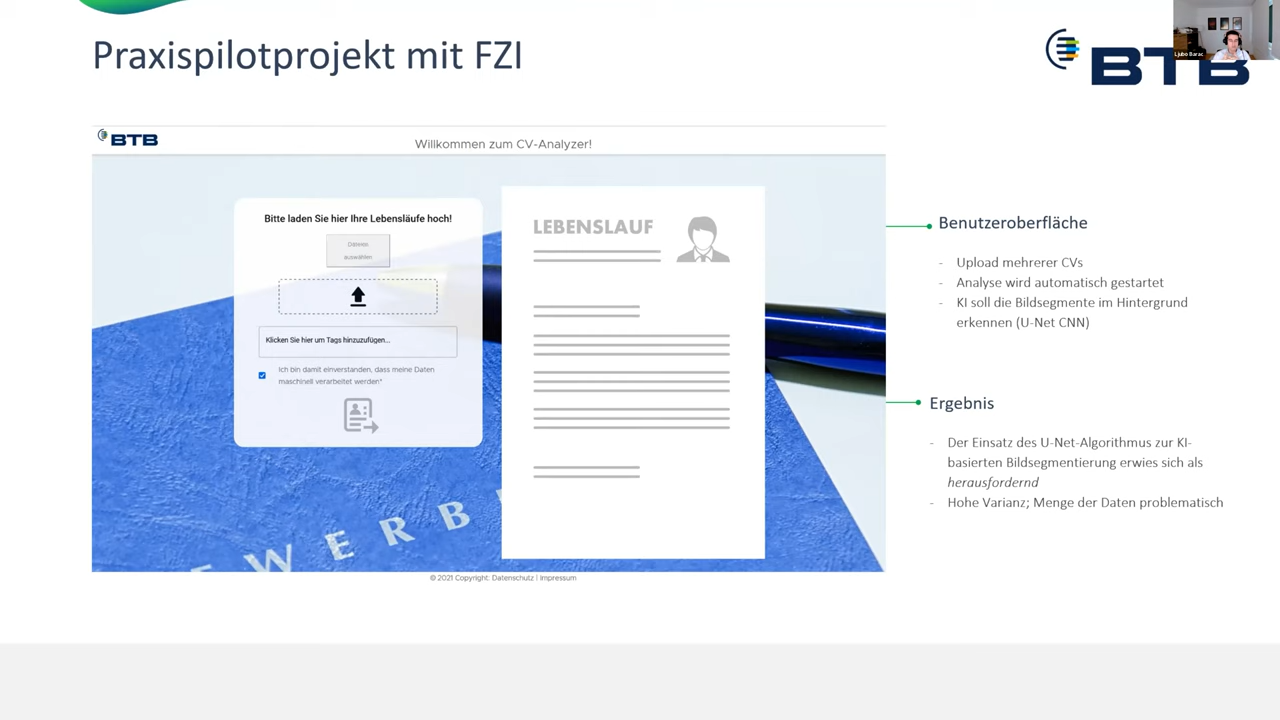 Praxispilotprojekt mit FZI
Ljubo Barac
BTB
BTB
Willkommen zum CV-Analyzer!
Bitte laden Sie hier Ihre Lebensläufe hoch!
Dateien
auswählen
Klicken Sie hier um Tags hinzuzufügen...
Ich bin damit einverstanden, dass meine Daten
maschinell verarbeitet werden*
LEBENSLAUF
EWERB
© 2021 Copyright: Datenschutz | Impressum
Benutzeroberfläche
- Upload mehrerer CVs
- Analyse wird automatisch gestartet
- KI soll die Bildsegmente im Hintergrund
erkennen (U-Net CNN)
Ergebnis
- Der Einsatz des U-Net-Algorithmus zur KI-
basierten Bildsegmentierung erwies sich als
herausfordernd
- Hohe Varianz; Menge der Daten problematisch